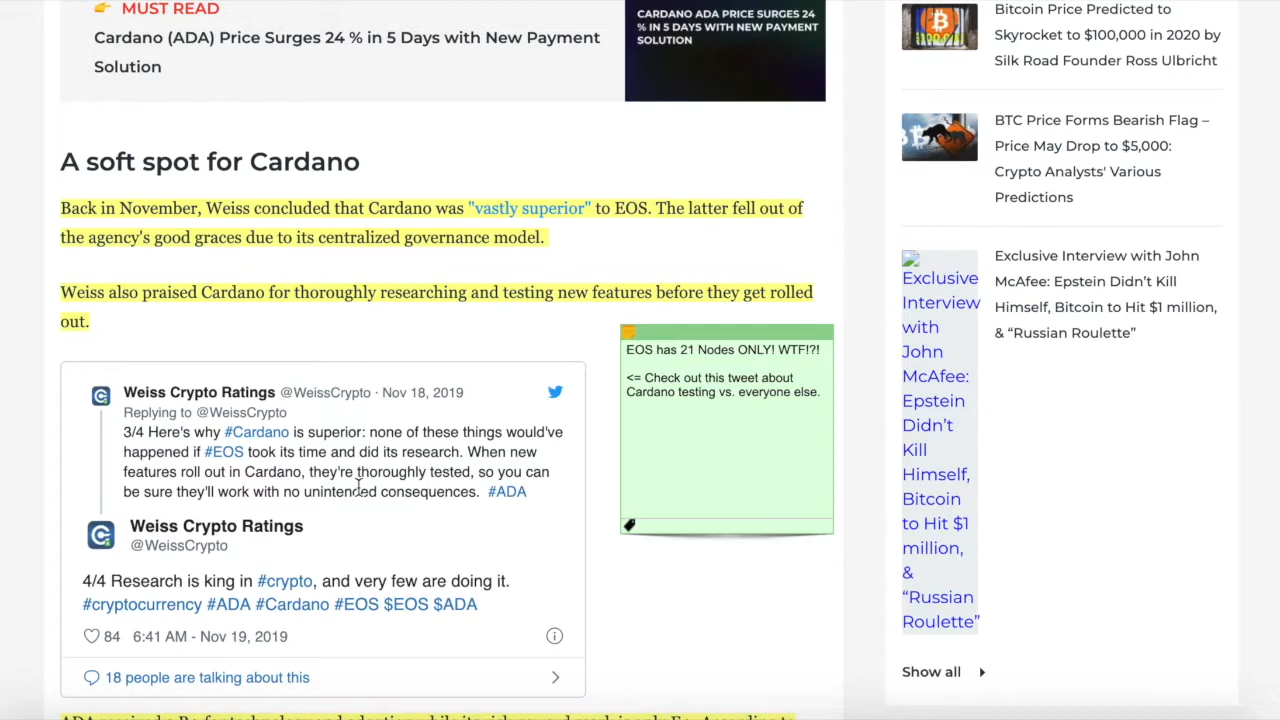 👉 MUST READ
Cardano (ADA) Price Surges 24 % in 5 Days with New Payment
Solution
CARDANO ADA PRICE SURGES 24
% IN 5 DAYS WITH NEW PAYMENT
SOLUTION
A soft spot for Cardano
Back in November, Weiss concluded that Cardano was "vastly superior" to EOS. The latter fell out of
the agency's good graces due to its centralized governance model.
Weiss also praised Cardano for thoroughly researching and testing new features before they get rolled
out.
EOS has 21 Nodes ONLY! WTF!?!
<= Check out this tweet about
Cardano testing vs. everyone else.
Weiss Crypto Ratings @WeissCrypto · Nov 18, 2019
Replying to @WeissCrypto
3/4 Here's why #Cardano is superior: none of these things would've
happened if #EOS took its time and did its research. When new
features roll out in Cardano, they're thoroughly tested, so you can
be sure they'll work with no unintended consequences. #ADA
Weiss Crypto Ratings
@WeissCrypto
4/4 Research is king in #crypto, and very few are doing it.
#cryptocurrency #ADA #Cardano #EOS $EOS $ADA
84 6:41 AM - Nov 19, 2019
18 people are talking about this
Bitcoin Price Predicted to
Skyrocket to $100,000 in 2020 by
Silk Road Founder Ross Ulbricht
BTC Price Forms Bearish Flag –
Price May Drop to $5,000:
Crypto Analysts' Various
Predictions
Exclusive
Interview
with
John
McAfee:
Epstein
Didn't
Kill
Himself,
Bitcoin
to Hit $1
million,
&
"Russian
Roulette"
Exclusive Interview with John
McAfee: Epstein Didn't Kill
Himself, Bitcoin to Hit $1 million,
& "Russian Roulette"
Show all